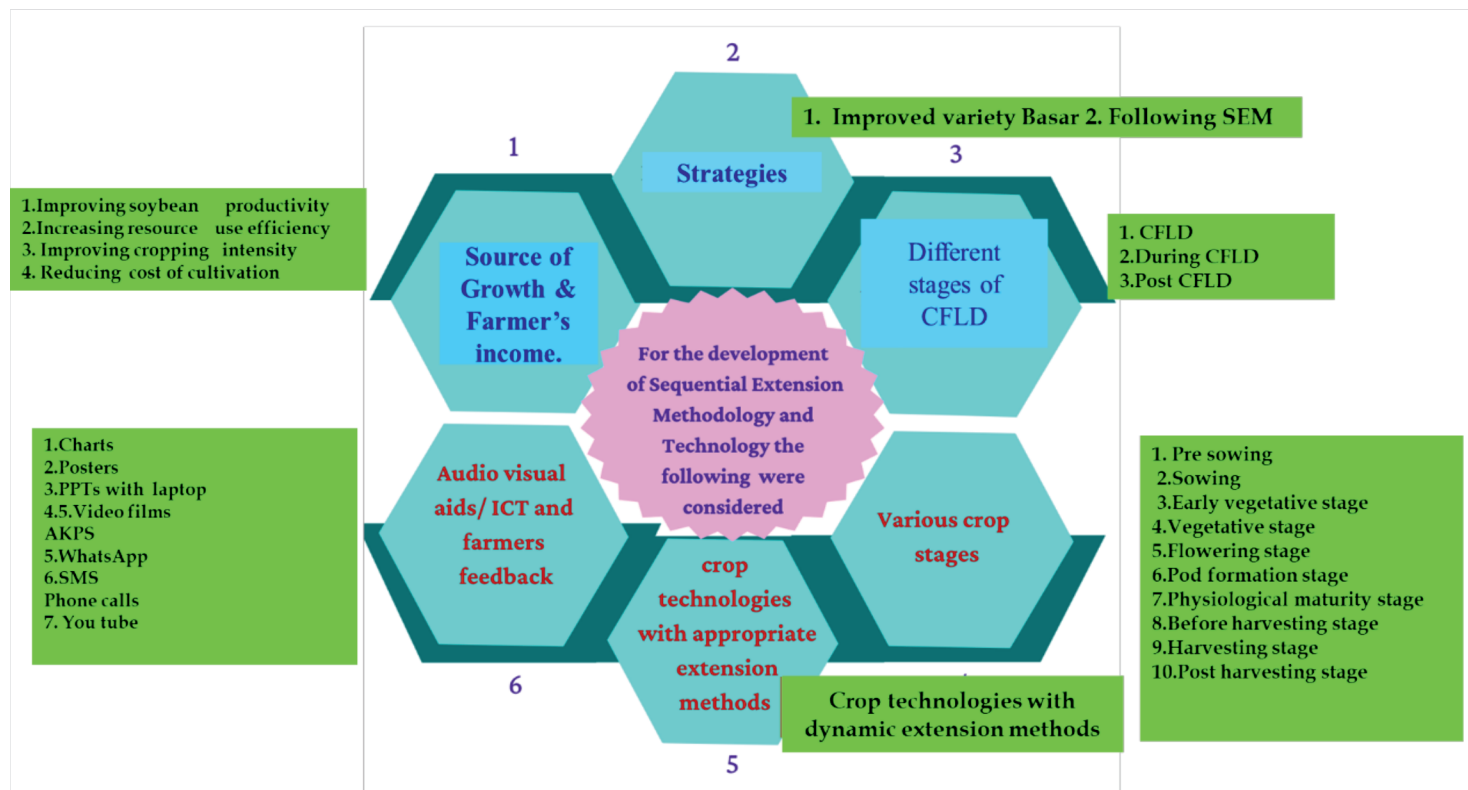 2
1. Improved variety Basar 2. Following SEM
1
3
Strategies
1.Improving soybean productivity
2.Increasing resource use efficiency
3. Improving cropping intensity
4. Reducing cost of cultivation
Source of
Growth &
Farmer's
income.
Different
stages of
CFLD
1. CFLD
2.During CFLD
3.Post CFLD
For the development
of Sequential Extension
Methodology and
Technology the
following were
considered
1.Charts
2.Posters
3.PPTs with laptop
4.5.Video films
AKPS
5.WhatsApp
6.SMS
Phone calls
7. You tube
Audio visual
aids/ ICT and
farmers
feedback
Various crop
stages
1. Pre sowing
2.Sowing
3.Early vegetative stage
4.Vegetative stage
5.Flowering stage
6.Pod formation stage
7.Physiological maturity stage
8.Before harvesting stage
9.Harvesting stage
10.Post harvesting stage
crop
technologies
with appropriate
extension
methods
6
Crop technologies with
dynamic extension methods
5